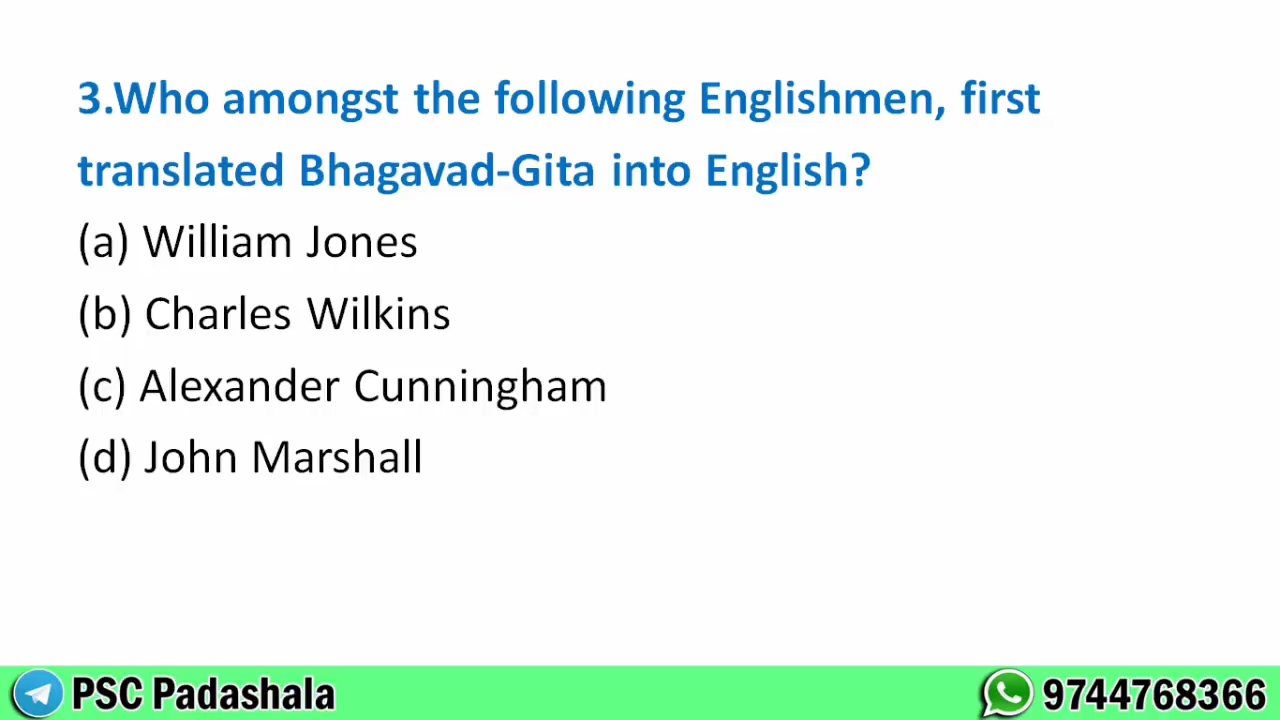 3.Who amongst the following Englishmen, first
translated Bhagavad-Gita into English?
(a) William Jones
(b) Charles Wilkins
(c) Alexander Cunningham
(d) John Marshall
PSC Padashala
9744768366